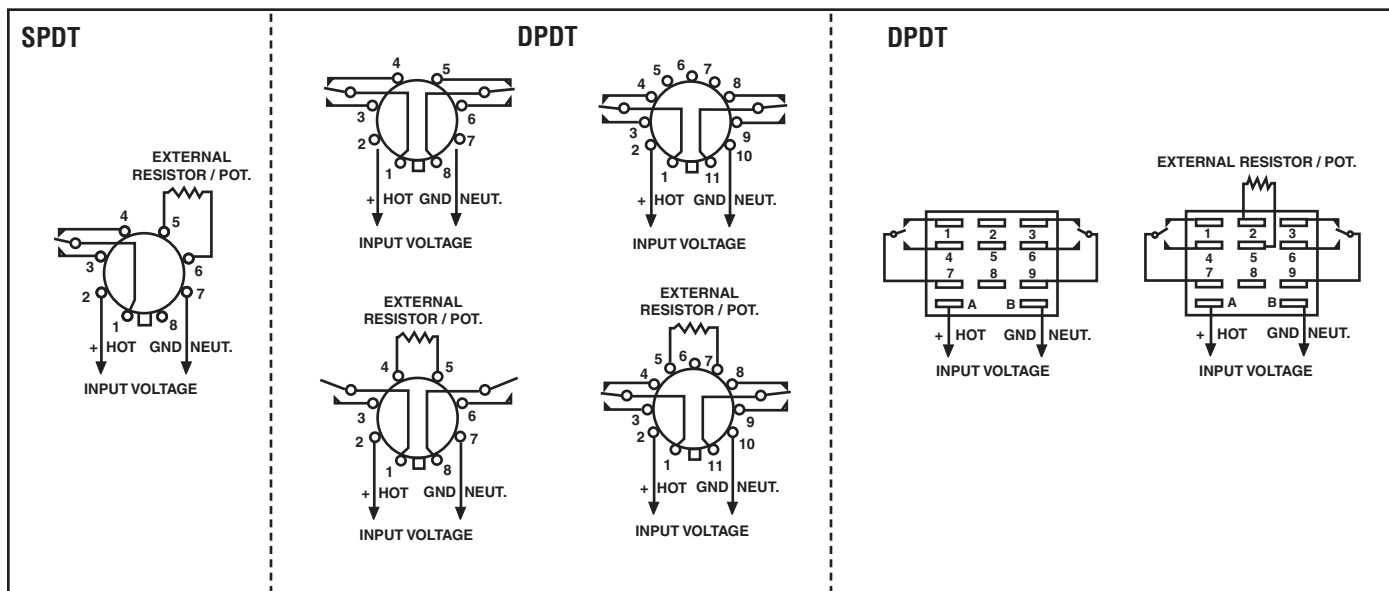 SPDT
EXTERNAL
RESISTOR / POT.
4
5
3
6
2
7
1
8
+ HOT GND NEUT.
INPUT VOLTAGE
DPDT
4
5
3
6
2
7
1
8
+ HOT GND NEUT.
INPUT VOLTAGE
6
5
7
4
8
3
9
2
10
1
11
+ HOT GND NEUT.
INPUT VOLTAGE
EXTERNAL
RESISTOR / POT.
4
5
3
6
2
7
1
8
+ HOT GND NEUT.
INPUT VOLTAGE
EXTERNAL
RESISTOR / POT.
6
5
7
4
8
3
9
2
10
1
11
+ HOT GND NEUT.
INPUT VOLTAGE
DPDT
1 2 3
4 5 6
7 8 9
A B
+ HOT GND NEUT.
INPUT VOLTAGE
EXTERNAL RESISTOR / POT.
1 2 3
4 5 6
7 8 9
A B
+ HOT GND NEUT.
INPUT VOLTAGE